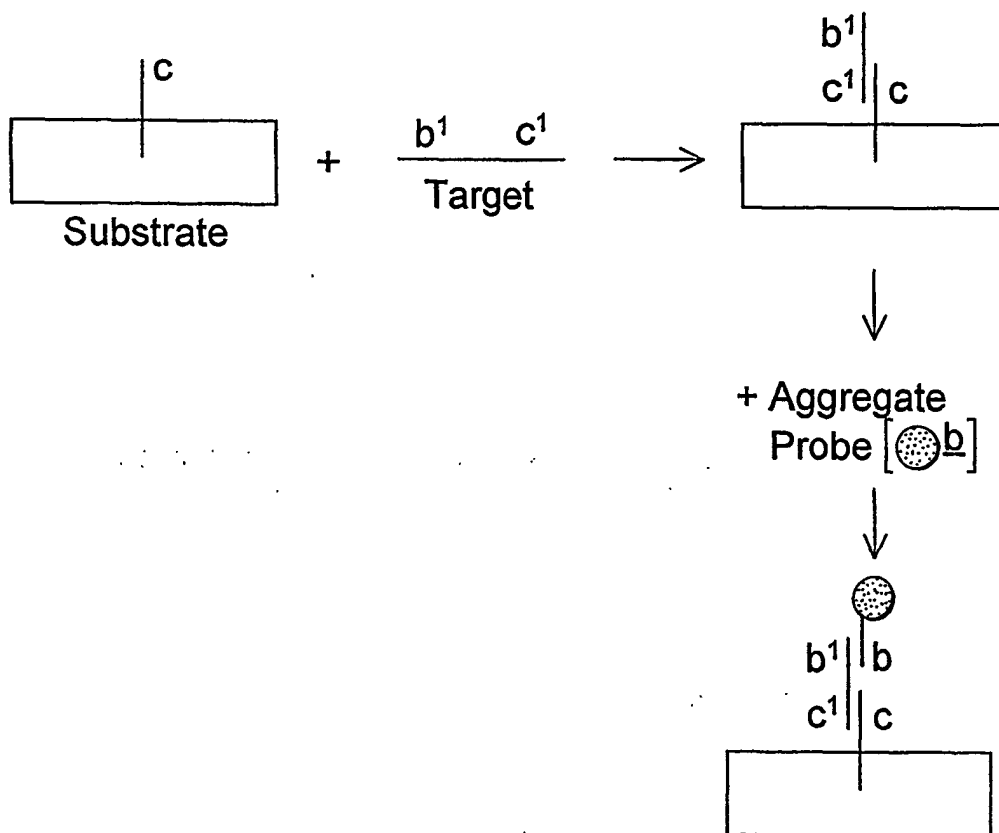 c
+
b¹ c¹
Target
Substrate
b¹
c¹ c
+ Aggregate
Probe [ b]
b¹ b
c¹ c